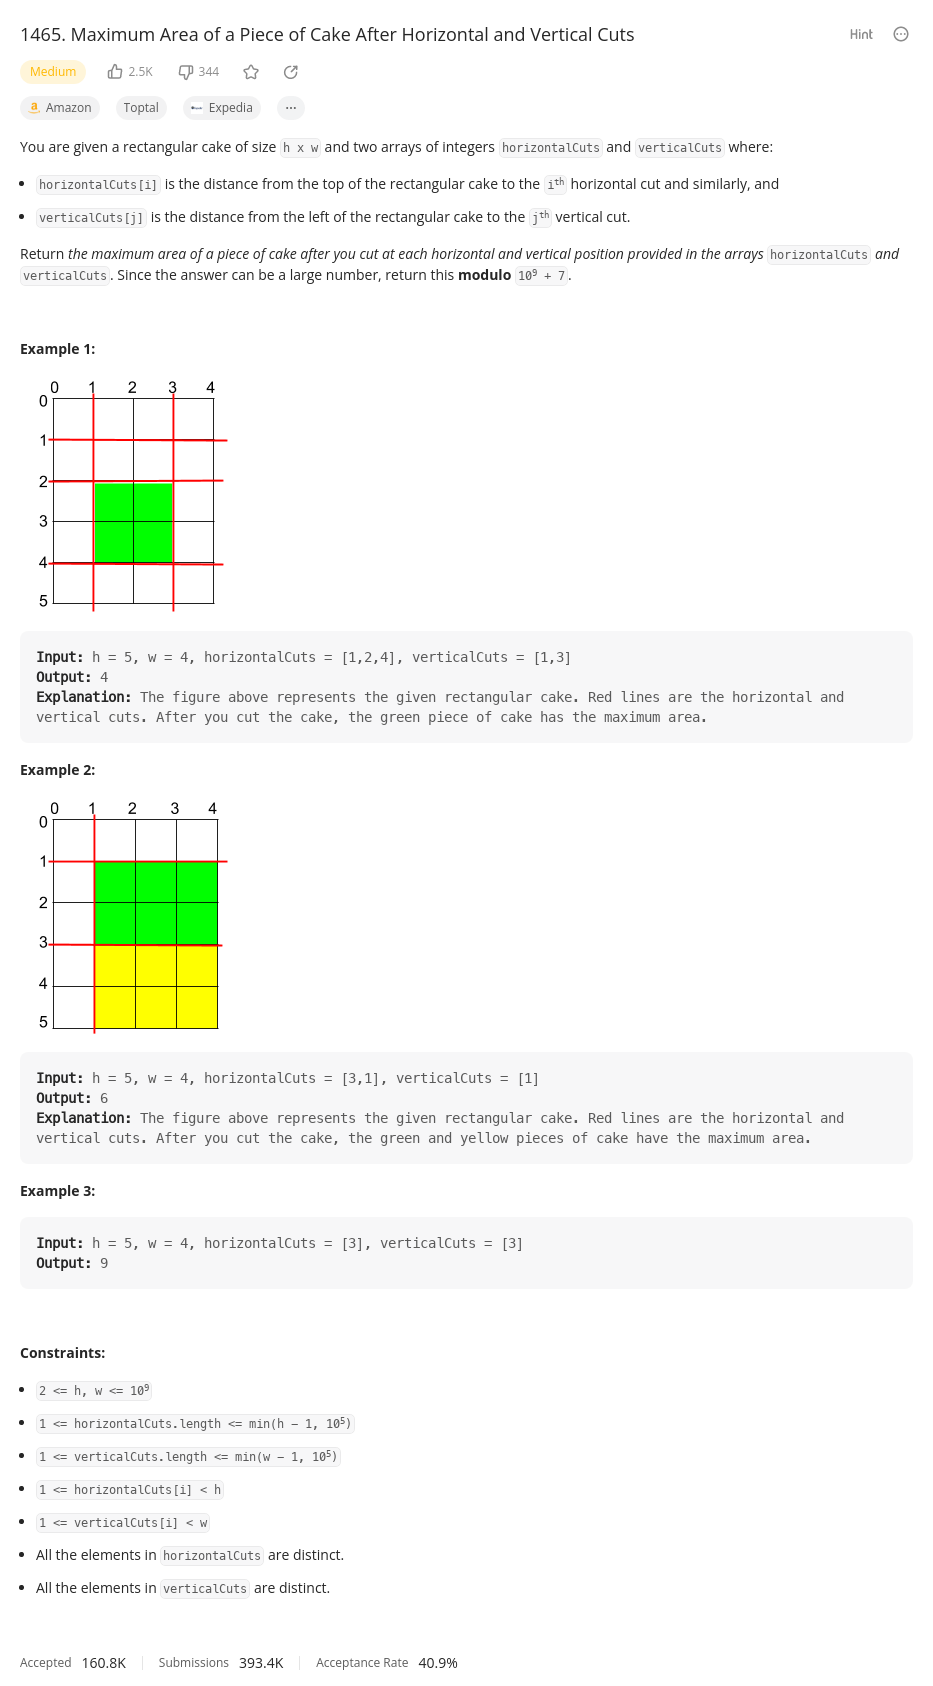 1465. Maximum Area of a Piece of Cake After Horizontal and Vertical Cuts
Hint
Medium
2.5K
344
Amazon
Toptal
Expedia
You are given a rectangular cake of size h x w and two arrays of integers horizontalCuts and verticalCuts where:
• horizontalCuts[i] is the distance from the top of the rectangular cake to the iᵗʰ horizontal cut and similarly, and
• verticalCuts[j] is the distance from the left of the rectangular cake to the jᵗʰ vertical cut.
Return the maximum area of a piece of cake after you cut at each horizontal and vertical position provided in the arrays horizontalCuts and
verticalCuts. Since the answer can be a large number, return this modulo 10⁹ + 7.
Example 1:
0 1 2 3 4
0
1
2
3
4
5
Input: h = 5, w = 4, horizontalCuts = [1,2,4], verticalCuts = [1,3]
Output: 4
Explanation: The figure above represents the given rectangular cake. Red lines are the horizontal and
vertical cuts. After you cut the cake, the green piece of cake has the maximum area.
Example 2:
0 1 2 3 4
0
1
2
3
4
5
Input: h = 5, w = 4, horizontalCuts = [3,1], verticalCuts = [1]
Output: 6
Explanation: The figure above represents the given rectangular cake. Red lines are the horizontal and
vertical cuts. After you cut the cake, the green and yellow pieces of cake have the maximum area.
Example 3:
Input: h = 5, w = 4, horizontalCuts = [3], verticalCuts = [3]
Output: 9
Constraints:
• 2 <= h, w <= 10⁹
• 1 <= horizontalCuts.length <= min(h − 1, 10⁵)
• 1 <= verticalCuts.length <= min(w − 1, 10⁵)
• 1 <= horizontalCuts[i] < h
• 1 <= verticalCuts[i] < w
• All the elements in horizontalCuts are distinct.
• All the elements in verticalCuts are distinct.
Accepted 160.8K Submissions 393.4K Acceptance Rate 40.9%